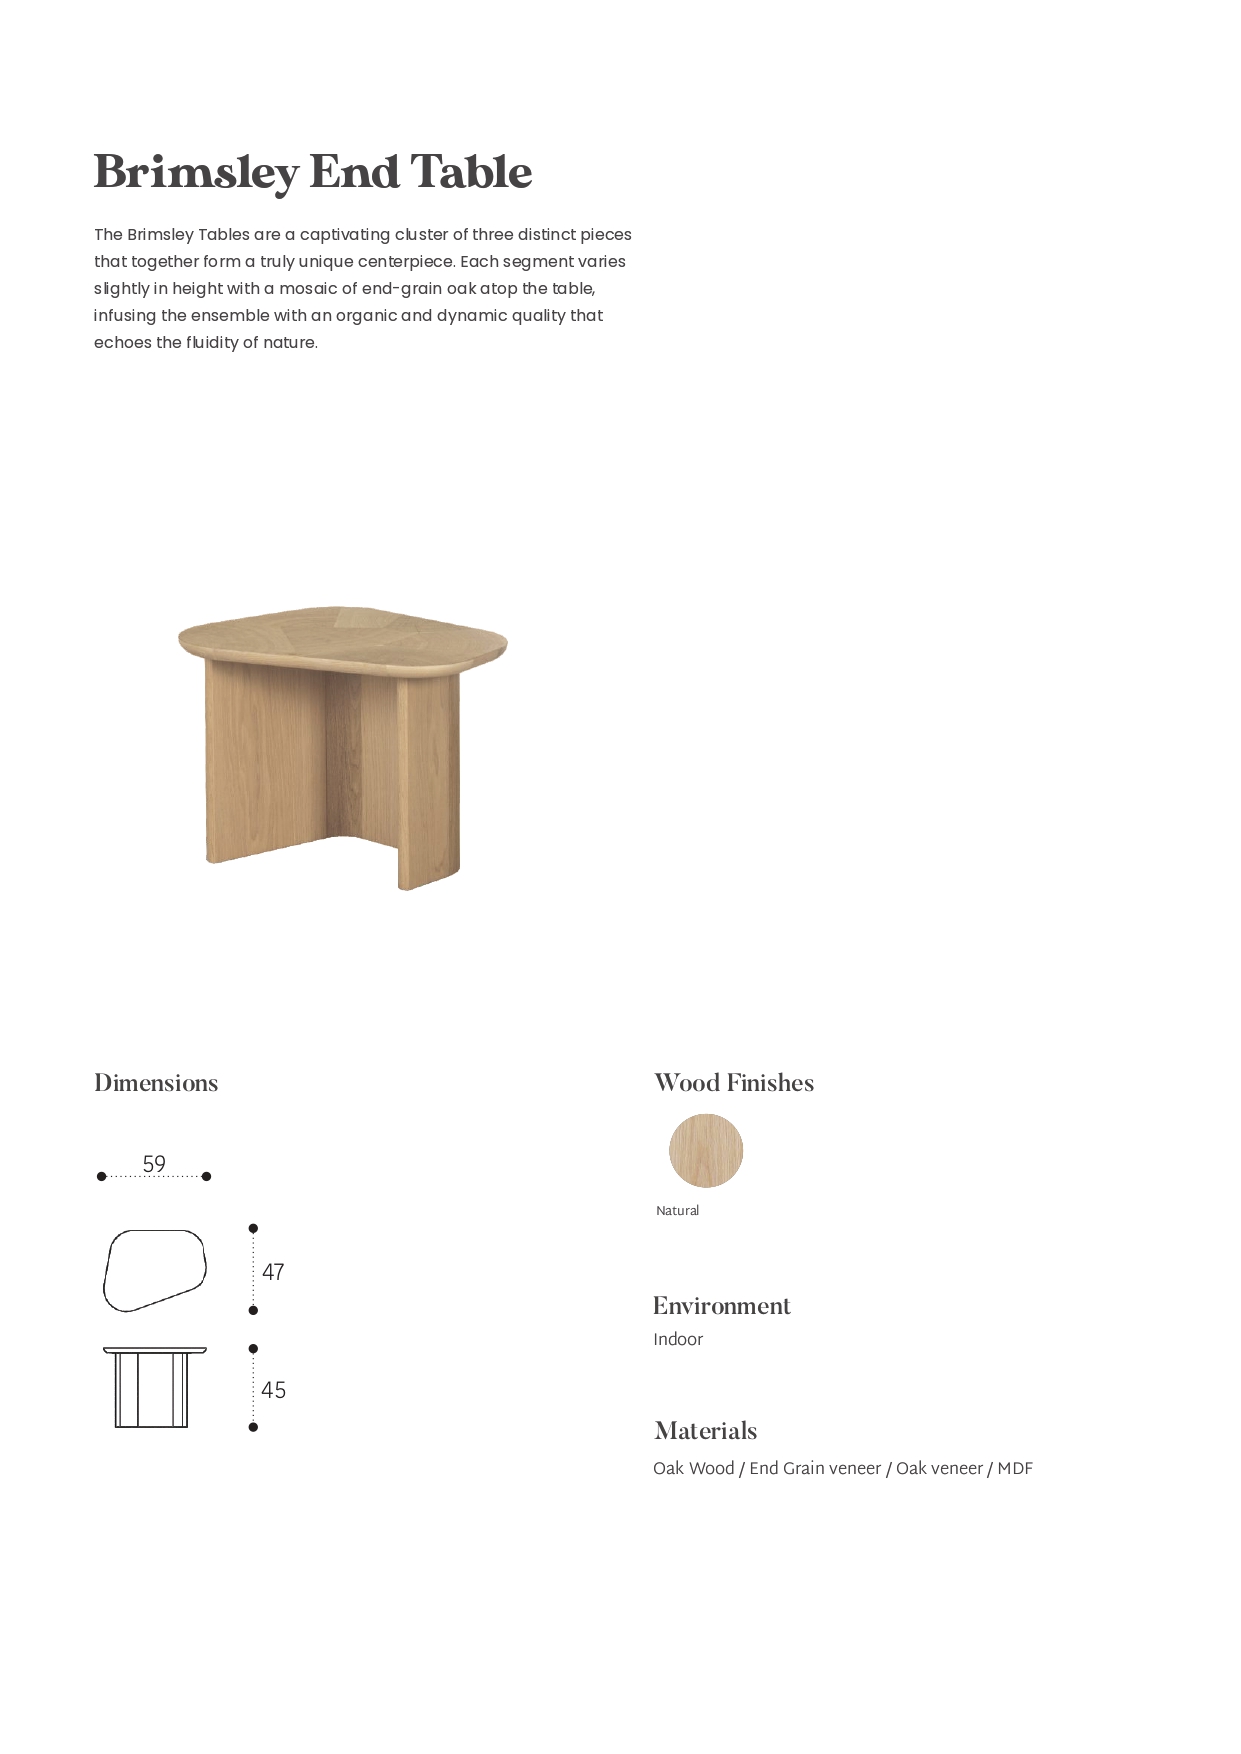 Brimsley End Table
The Brimsley Tables are a captivating cluster of three distinct pieces
that together form a truly unique centerpiece. Each segment varies
slightly in height with a mosaic of end-grain oak atop the table,
infusing the ensemble with an organic and dynamic quality that
echoes the fluidity of nature.
Dimensions
59
47
45
Wood Finishes
Natural
Environment
Indoor
Materials
Oak Wood / End Grain veneer / Oak veneer / MDF